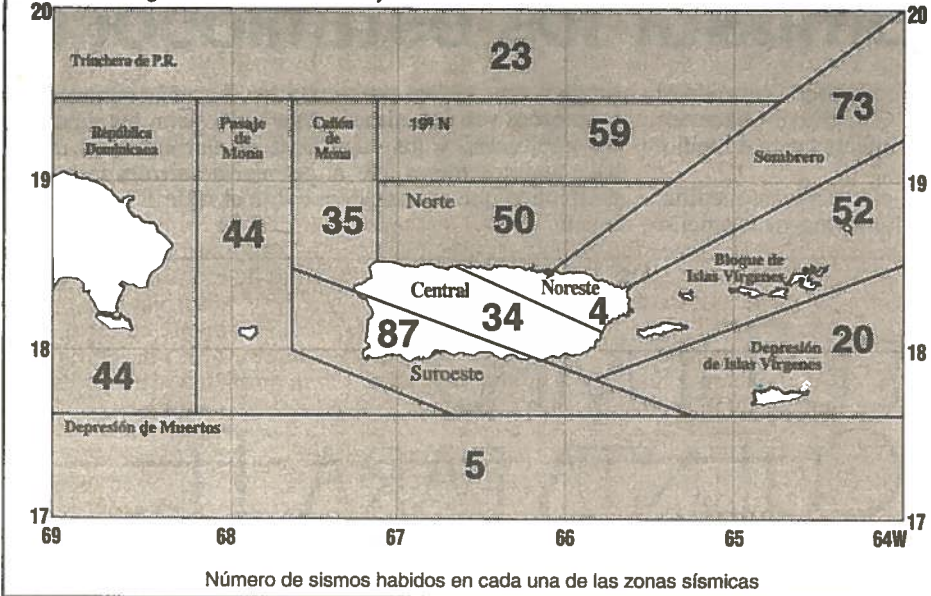 20
20
Trinchera de P.R.
23
73
República
Dominicana
Pasaje
de
Mona
Cañón
de
Mona
19º N
59
Sombrero
19
19
Norte
44
35
50
52
Bloque de
Islas Vírgenes
Central
Noreste
34
4
87
18
18
Suroeste
44
Depresión
de Islas Vírgenes
20
Depresión de Muertos
5
17
17
69
68
67
66
65
64W
Número de sismos habidos en cada una de las zonas sísmicas